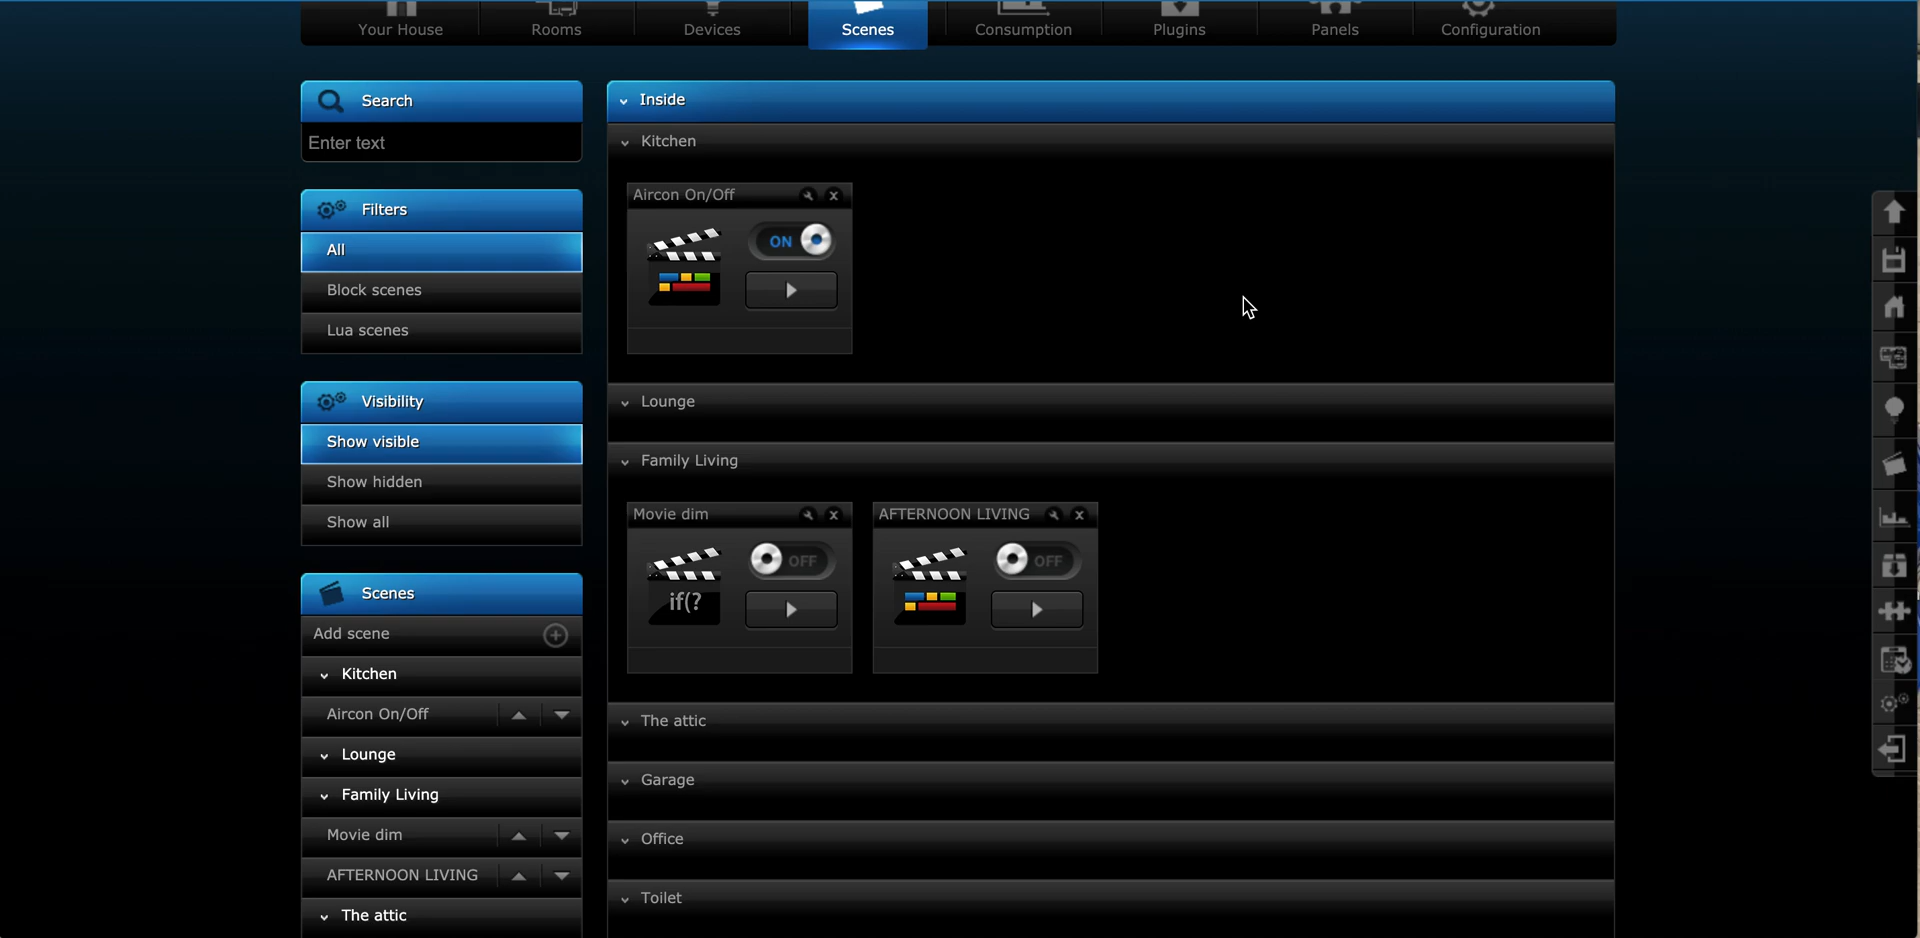 Your House
Rooms
Devices
Scenes
Consumption
Plugins
Panels
Configuration
Search
Enter text
Filters
All
Block scenes
Lua scenes
Visibility
Show visible
Show hidden
Show all
Scenes
Add scene
Kitchen
Aircon On/Off
Lounge
Family Living
Movie dim
AFTERNOON LIVING
The attic
Inside
Kitchen
Aircon On/Off
ON
Lounge
Family Living
Movie dim
OFF
if(?
AFTERNOON LIVING
OFF
The attic
Garage
Office
Toilet